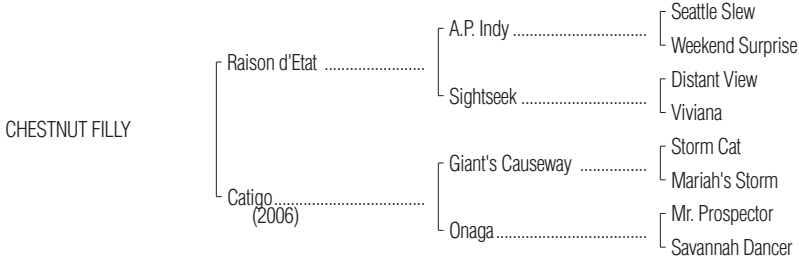 Seattle Slew
A.P. Indy ................................
Weekend Surprise
Raison d'Etat ........................
Distant View
Sightseek ..............................
Viviana
CHESTNUT FILLY
Storm Cat
Giant's Causeway ................
Mariah's Storm
Catigo....................................
(2006)
Mr. Prospector
Onaga....................................
Savannah Dancer